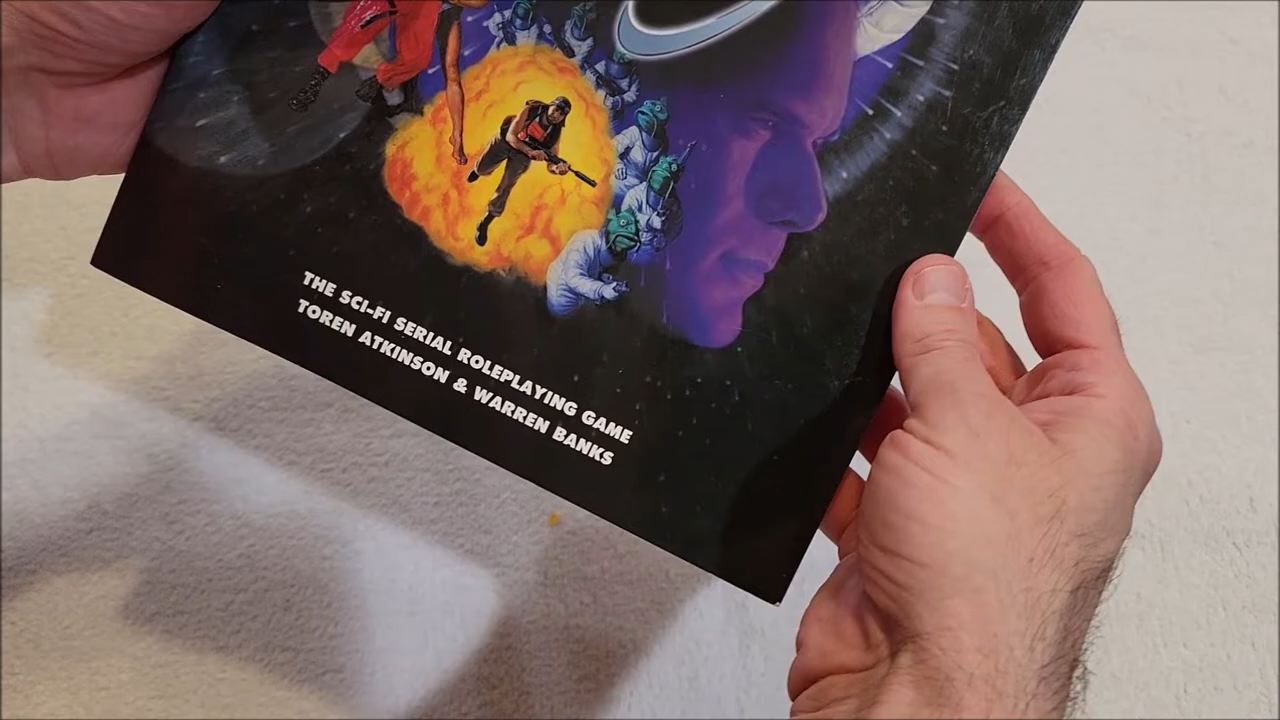 THE SCI-FI SERIAL ROLEPLAYING GAME
TOREN ATKINSON & WARREN BANKS